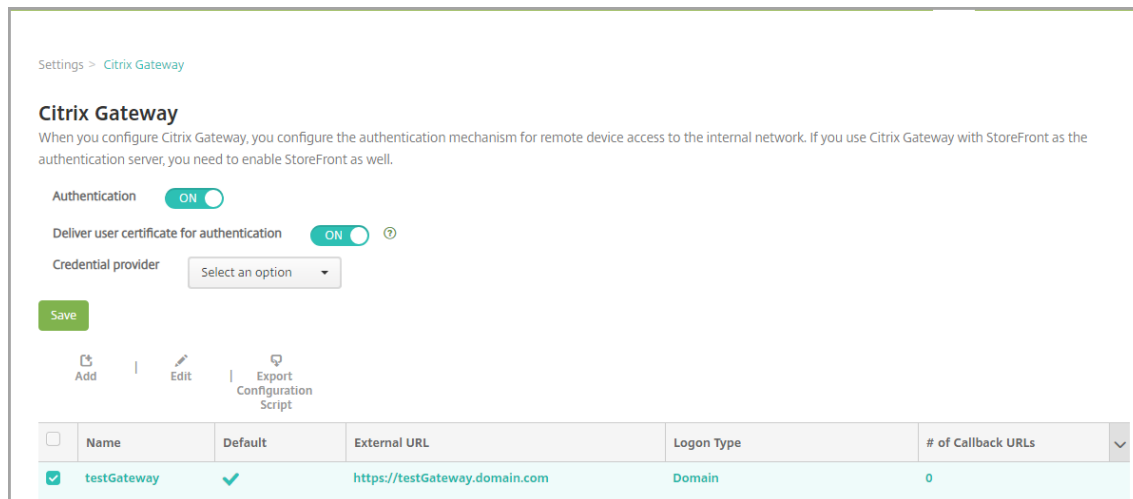 Settings > Citrix Gateway
Citrix Gateway
When you configure Citrix Gateway, you configure the authentication mechanism for remote device access to the internal network. If you use Citrix Gateway with StoreFront as the
authentication server, you need to enable StoreFront as well.
Authentication ON
Deliver user certificate for authentication ON ?
Credential provider Select an option
Save
Add | Edit | Export
Configuration
Script
Name Default External URL Logon Type # of Callback URLs
testGateway https://testGateway.domain.com Domain 0